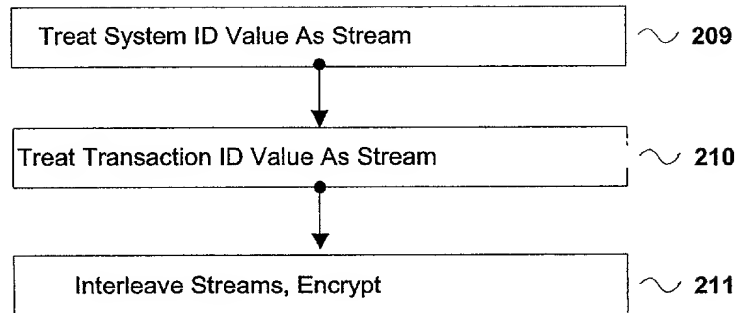 Treat System ID Value As Stream 209
Treat Transaction ID Value As Stream 210
Interleave Streams, Encrypt 211